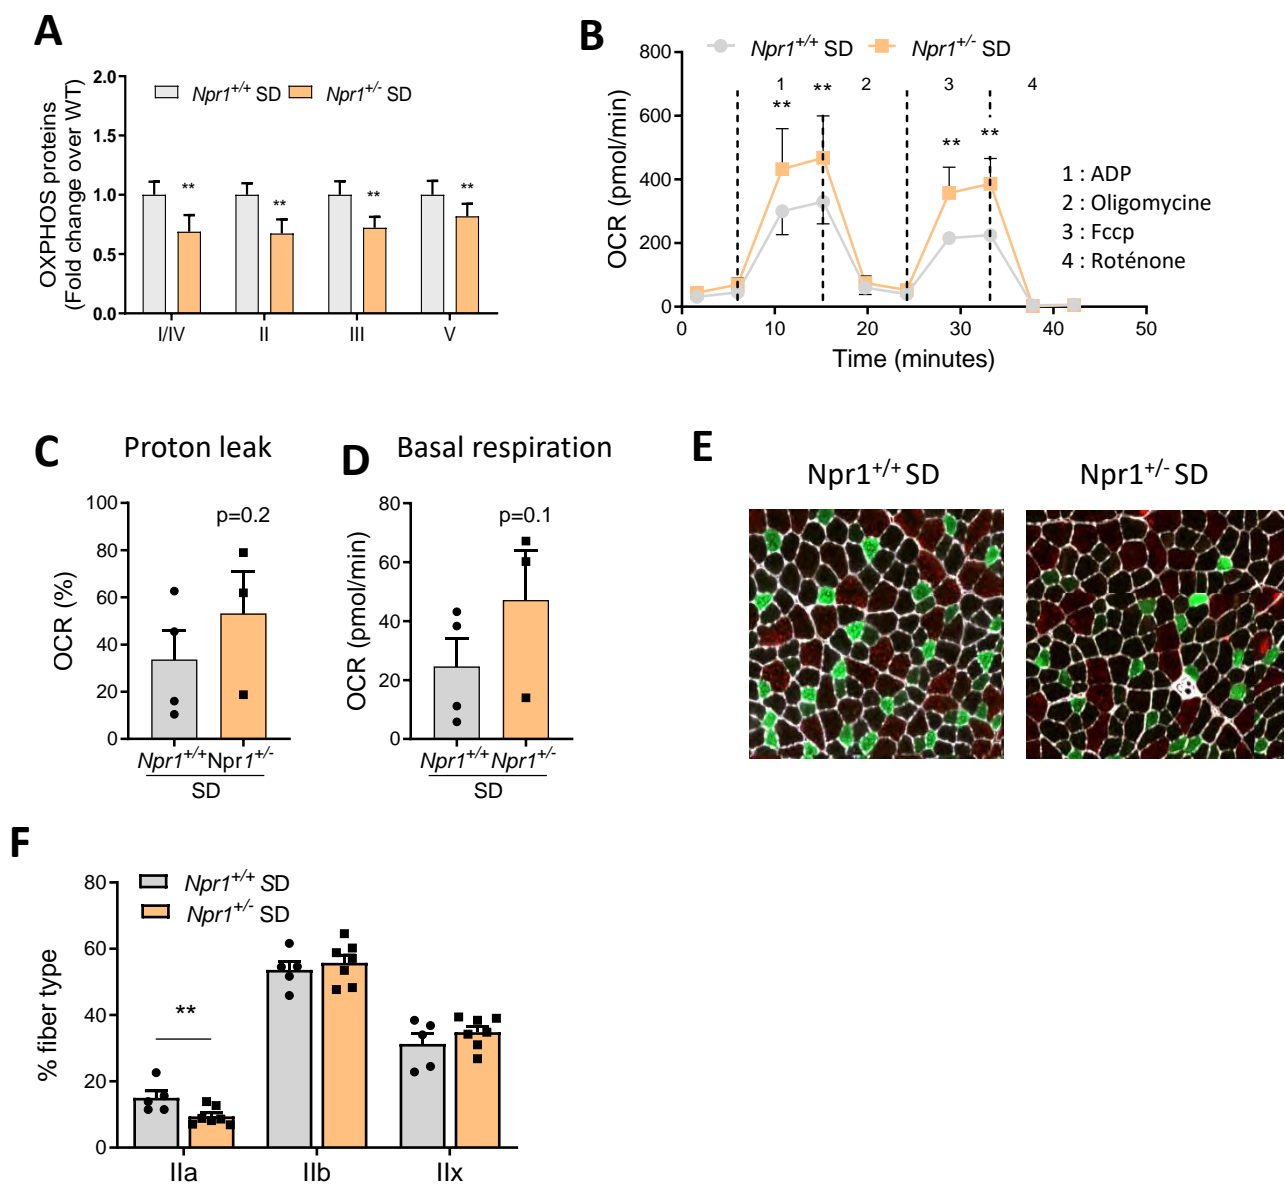 A
2.0
1.5
1.0
0.5
0.0
OXPHOS proteins
(Fold change over WT)
Npr1+/+ SD
Npr1+/- SD
**
**
**
**
I/IV
II
III
V
B
800
600
400
200
0
OCR (pmol/min)
Npr1+/+ SD
Npr1+/- SD
1
2
3
4
**
**
**
**
0
10
20
30
40
50
Time (minutes)
1 : ADP
2 : Oligomycine
3 : Fccp
4 : Roténone
C
Proton leak
100
80
60
40
20
0
OCR (%)
p=0.2
Npr1+/+ Npr1+/-
SD
D
Basal respiration
80
60
40
20
0
OCR (pmol/min)
p=0.1
Npr1+/+ Npr1+/-
SD
E
Npr1+/+ SD
Npr1+/- SD
F
80
60
40
20
0
% fiber type
Npr1+/+ SD
Npr1+/- SD
**
IIa
IIb
IIx